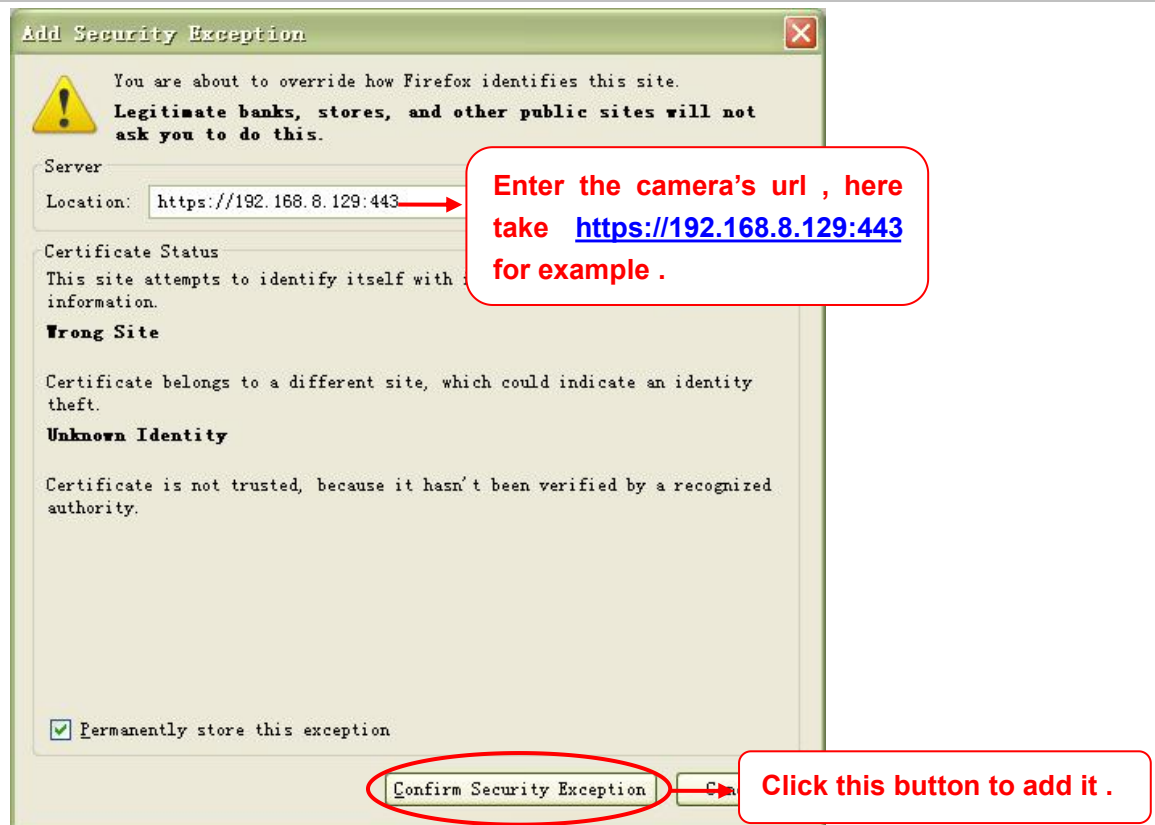 Add Security Exception
You are about to override how Firefox identifies this site.
Legitimate banks, stores, and other public sites will not
ask you to do this.
Server
Location: https://192.168.8.129:443
Enter the camera's url , here
take https://192.168.8.129:443
for example .
Certificate Status
This site attempts to identify itself with
information.
Wrong Site
Certificate belongs to a different site, which could indicate an identity
theft.
Unknown Identity
Certificate is not trusted, because it hasn't been verified by a recognized
authority.
Permanently store this exception
Confirm Security Exception
Click this button to add it .